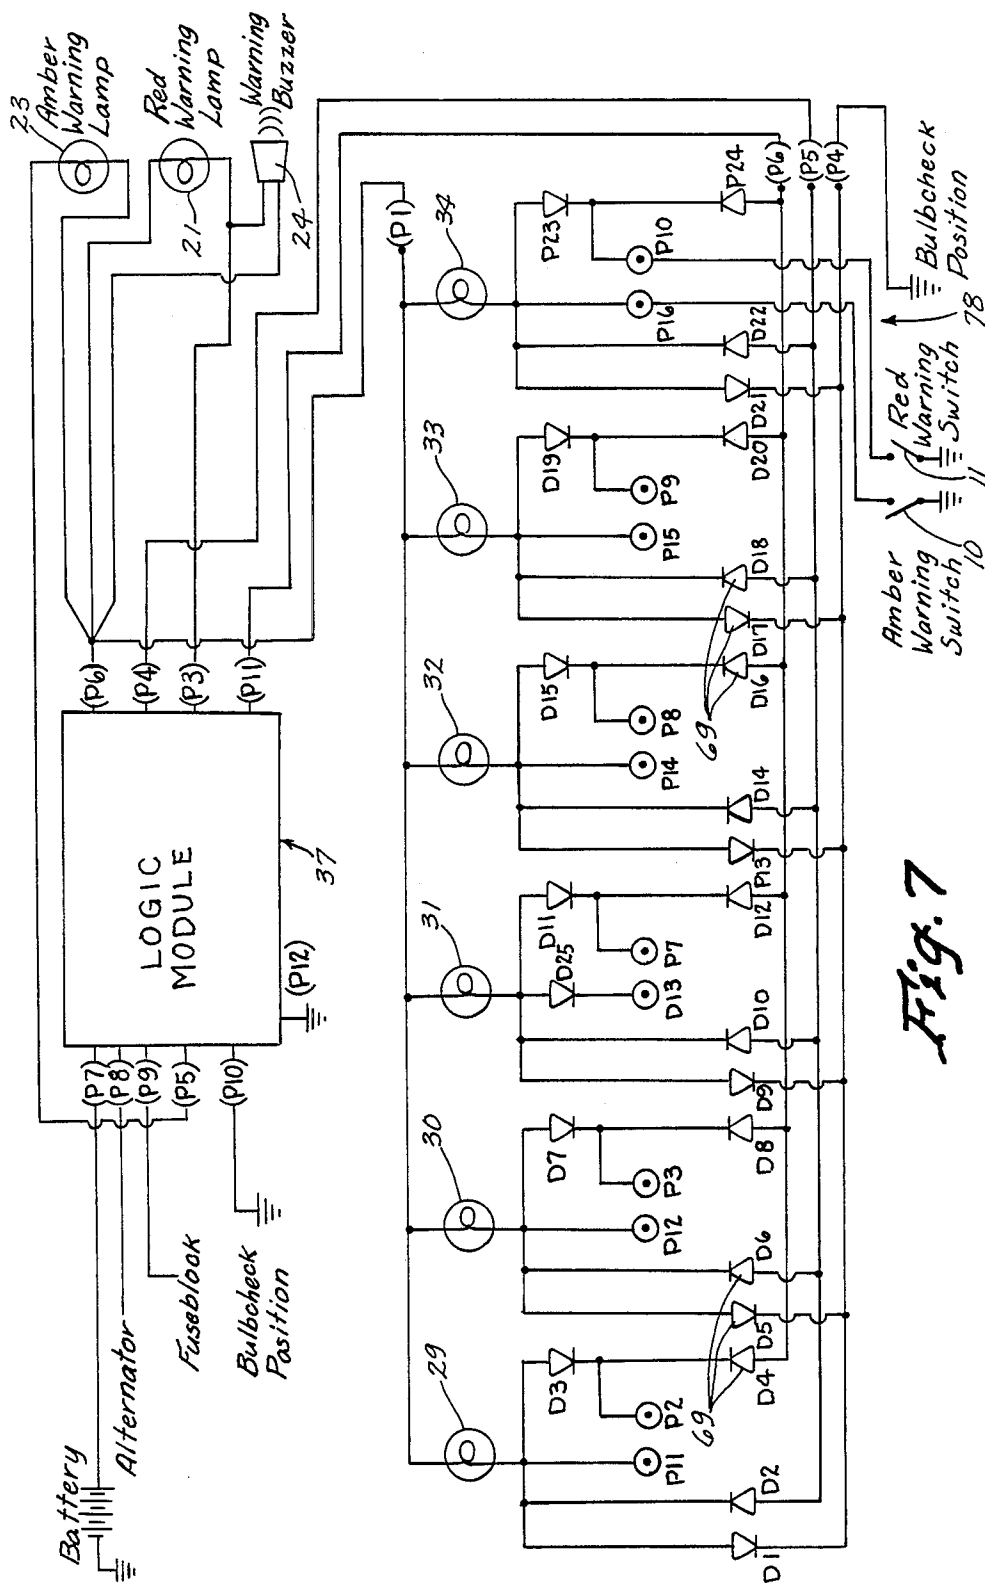 23
Amber
Warning
Lamp
Red
Warning
Lamp
21
Warning
Buzzer
24
(P6)
(P4)
(P3)
(P11)
LOGIC
MODULE
37
(P12)
(P7)
(P8)
(P9)
(P5)
(P10)
Battery
Alternator
Fuseblook
Bulbcheck
Position
(P1)
29
30
31
32
33
34
D3
D7
D11
D25
D15
D19
P23
P11
P2
P12
P3
D13
P7
P14
P8
P15
P9
P16
P10
69
69
D1
D2
D4
D5
D6
D8
D9
D10
D12
P13
D14
D16
D17
D18
D20
D21
D22
P24
(P6)
(P5)
(P4)
Amber
Warning
Switch
10
Red
Warning
Switch
11
Bulbcheck
Position
78
Fig. 7